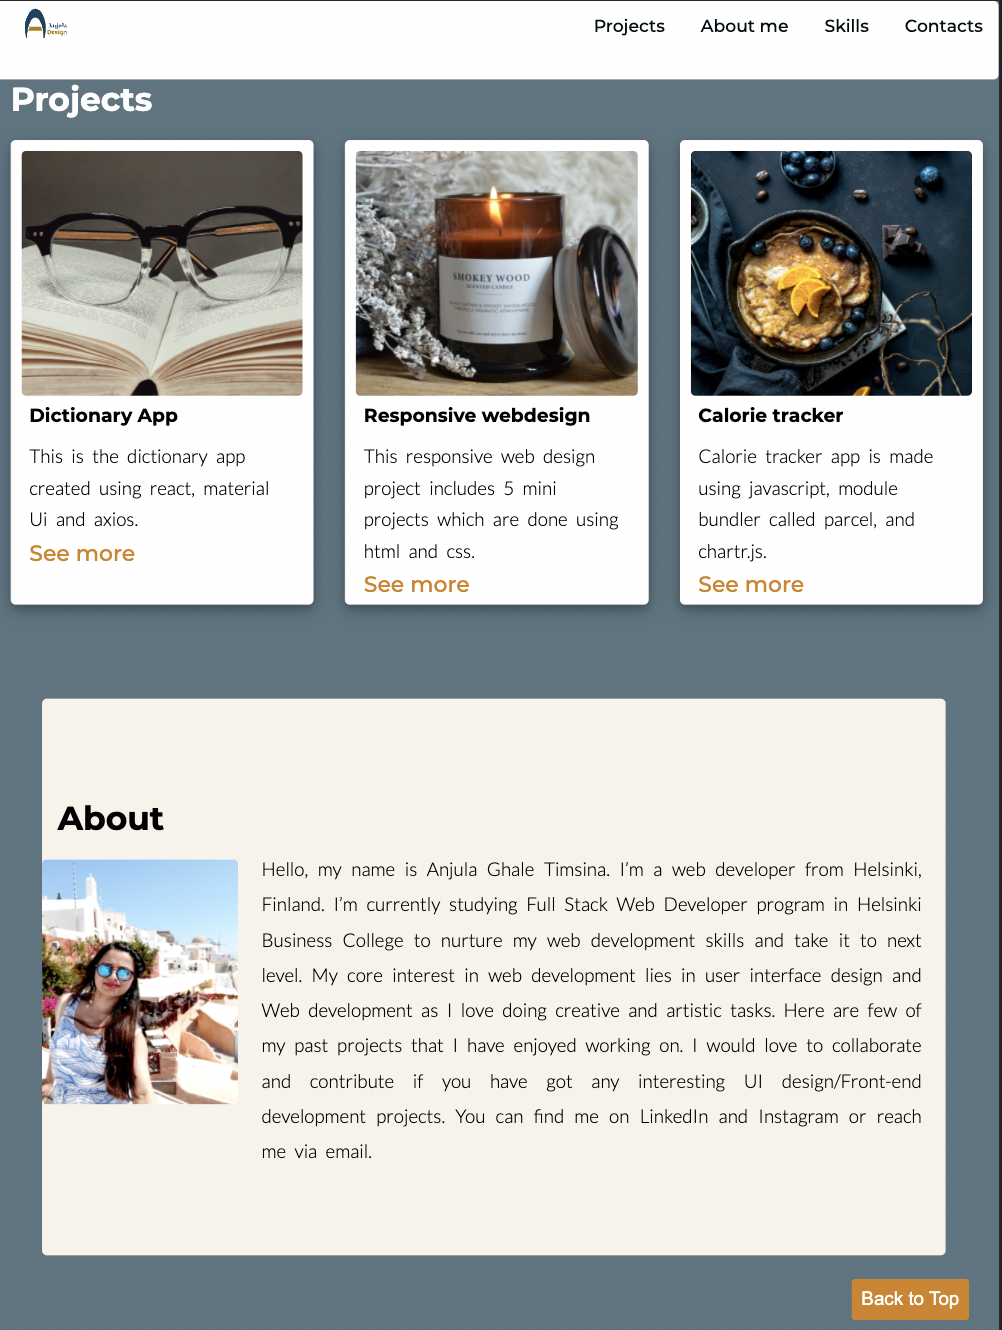 Anjula
Design
Projects About me Skills Contacts
Projects
SMOKEY WOOD
SCENTED CANDLE
Dictionary App
This is the dictionary app
created using react, material
Ui and axios.
See more
Responsive webdesign
This responsive web design
project includes 5 mini
projects which are done using
html and css.
See more
Calorie tracker
Calorie tracker app is made
using javascript, module
bundler called parcel, and
chartr.js.
See more
About
Hello, my name is Anjula Ghale Timsina. I’m a web developer from Helsinki,
Finland. I’m currently studying Full Stack Web Developer program in Helsinki
Business College to nurture my web development skills and take it to next
level. My core interest in web development lies in user interface design and
Web development as I love doing creative and artistic tasks. Here are few of
my past projects that I have enjoyed working on. I would love to collaborate
and contribute if you have got any interesting UI design/Front-end
development projects. You can find me on LinkedIn and Instagram or reach
me via email.
Back to Top